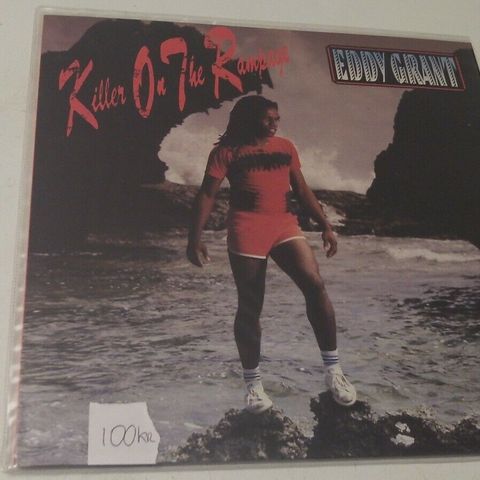 Killer On The Rampage
EDDY GRANT
100KR